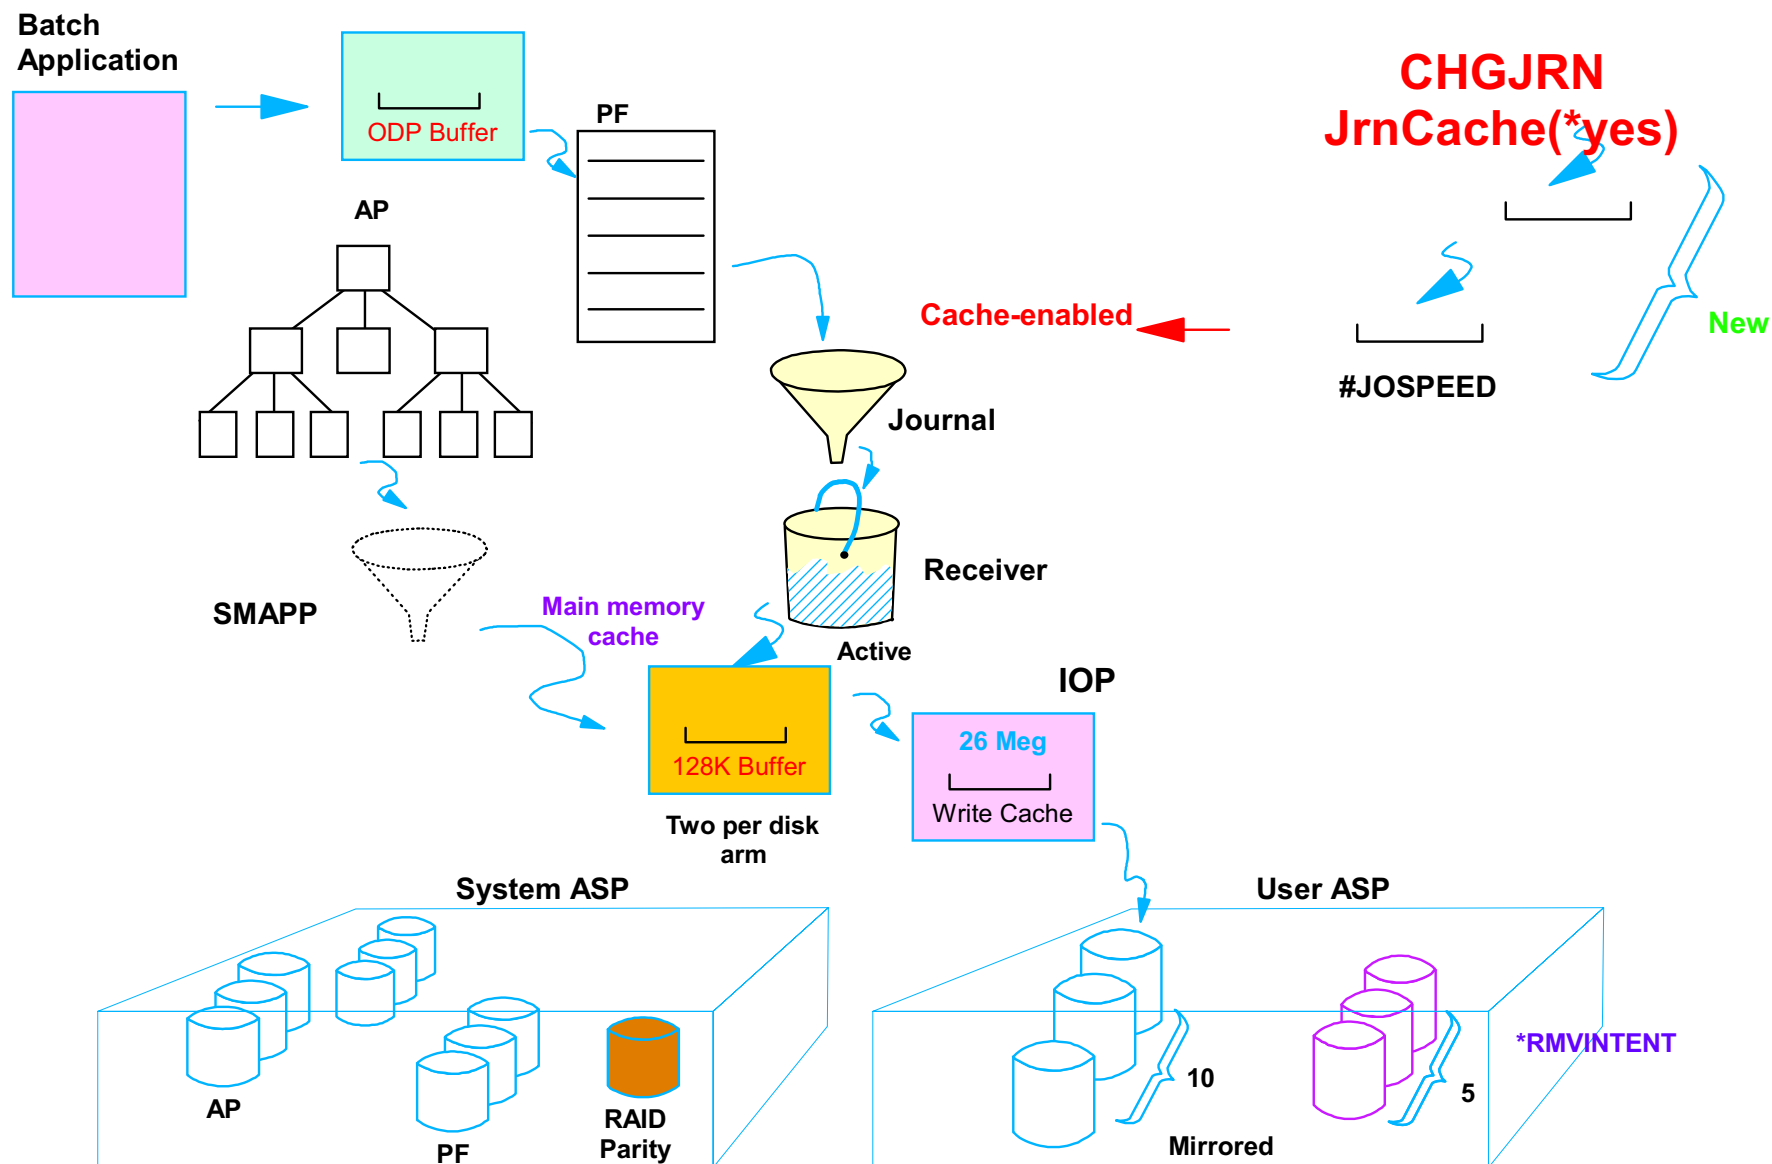 Batch
Application
ODP Buffer
PF
CHGJRN
JrnCache(*yes)
AP
Cache-enabled
New
#JOSPEED
Journal
Receiver
SMAPP
Main memory
cache
Active
IOP
26 Meg
Write Cache
128K Buffer
Two per disk
arm
System ASP
User ASP
*RMVINTENT
10
5
AP
RAID
Parity
PF
Mirrored